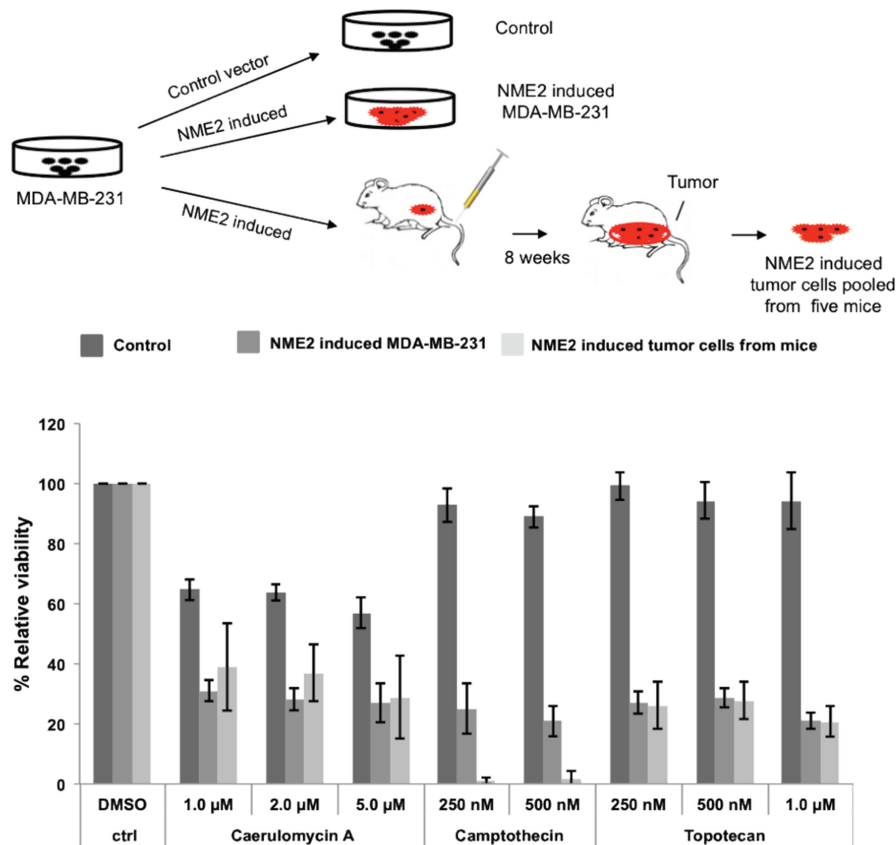 Control
Control vector
NME2 induced
NME2 induced
MDA-MB-231
MDA-MB-231
NME2 induced
Tumor
8 weeks
NME2 induced
tumor cells pooled
from five mice
Control
NME2 induced MDA-MB-231
NME2 induced tumor cells from mice
% Relative viability
120
100
80
60
40
20
0
DMSO 1.0 µM 2.0 µM 5.0 µM 250 nM 500 nM 250 nM 500 nM 1.0 µM
ctrl Caerulomycin A Camptothecin Topotecan